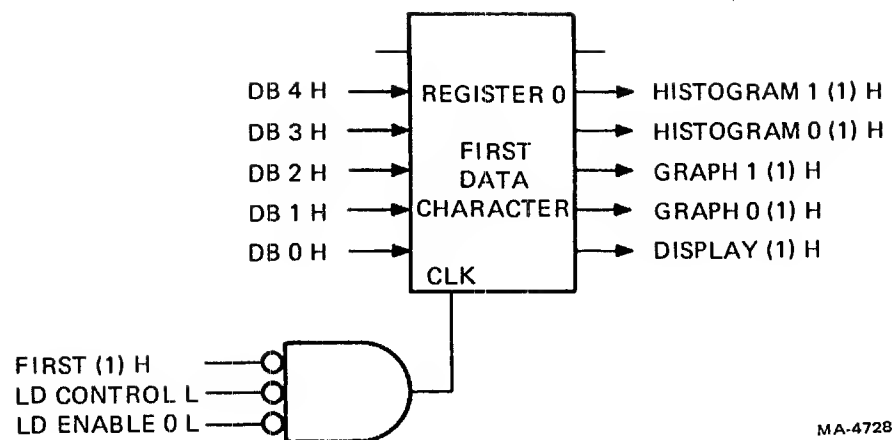 DB 4 H
DB 3 H
DB 2 H
DB 1 H
DB 0 H
REGISTER 0
FIRST
DATA
CHARACTER
CLK
HISTOGRAM 1 (1) H
HISTOGRAM 0 (1) H
GRAPH 1 (1) H
GRAPH 0 (1) H
DISPLAY (1) H
FIRST (1) H
LD CONTROL L
LD ENABLE 0 L
MA-4728